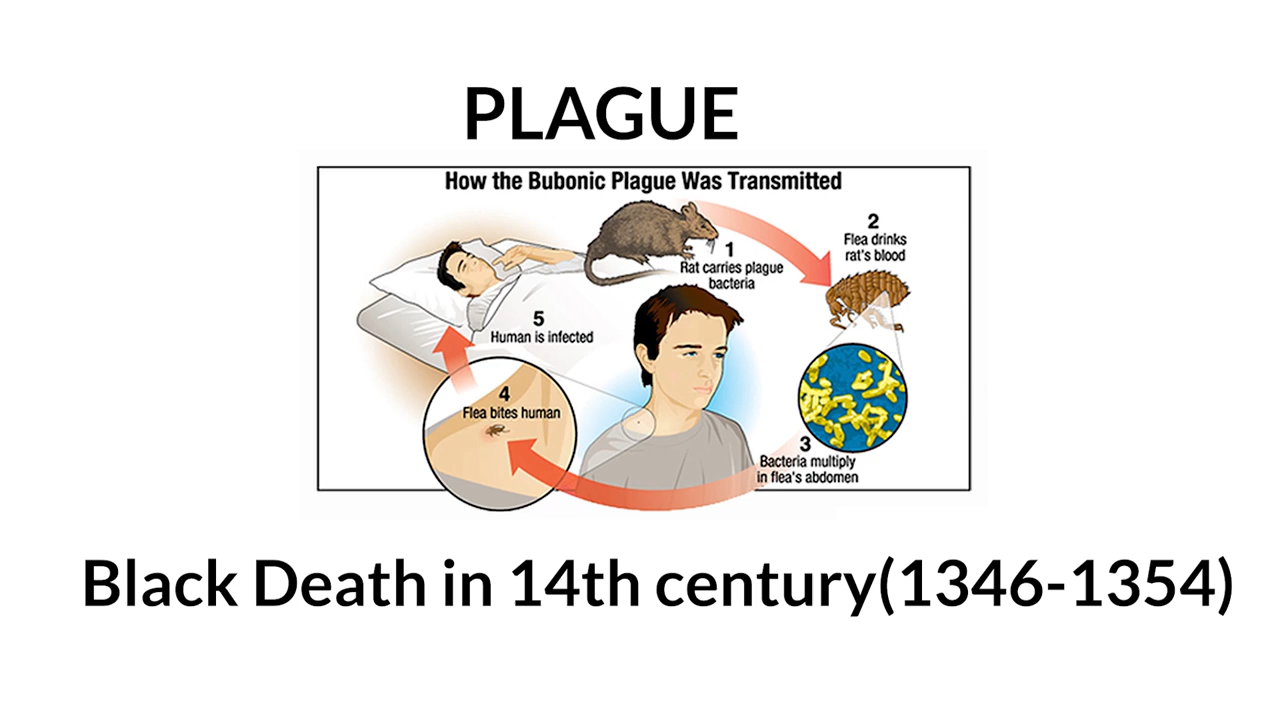 PLAGUE
How the Bubonic Plague Was Transmitted
1
Rat carries plague
bacteria
2
Flea drinks
rat's blood
3
Bacteria multiply
in flea's abdomen
4
Flea bites human
5
Human is infected
Black Death in 14th century(1346-1354)